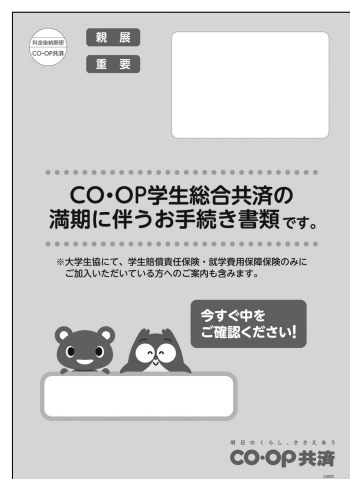 料金後納郵便
CO·OP共済
親展
重要
CO·OP学生総合共済の
満期に伴うお手続き書類です。
※大学生協にて、学生賠償責任保険・就学費用保障保険のみに
ご加入いただいている方へのご案内も含みます。
今すぐ中を
ご確認ください!
明日のくらし、ささえあう
CO·OP共済